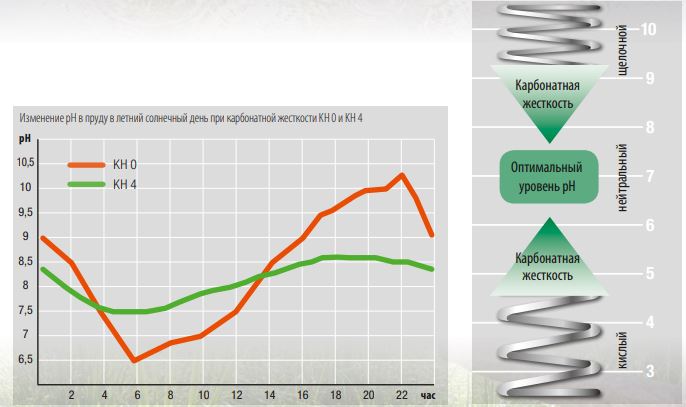 Изменение pH в пруду в летний солнечный день при карбонатной жесткости KH 0 и KH 4
pH
10,5
10
9,5
9
8,5
8
7,5
7
6,5
KH 0
KH 4
2 4 6 8 10 12 14 16 18 20 22 час
щелочной
нейтральный
кислый
Карбонатная
жесткость
Оптимальный
уровень pH
Карбонатная
жесткость
10
9
8
7
6
5
4
3